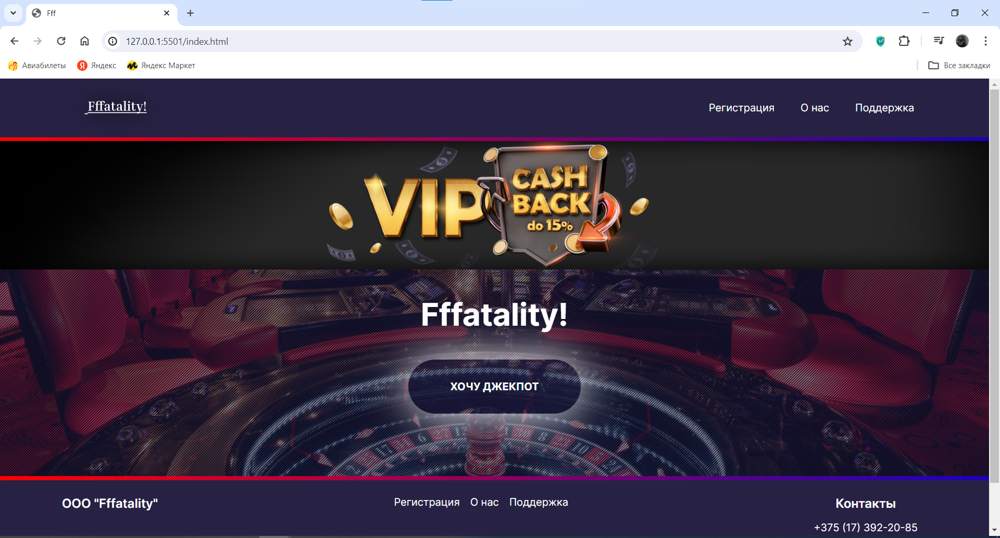 Fff
127.0.0.1:5501/index.html
Авиабилеты
Яндекс
Яндекс Маркет
Все закладки
Fffatality!
Регистрация
О нас
Поддержка
VIP
CASH
BACK
do 15%
Fffatality!
ХОЧУ ДЖЕКПОТ
ООО "Fffatality"
Регистрация
О нас
Поддержка
Контакты
+375 (17) 392-20-85